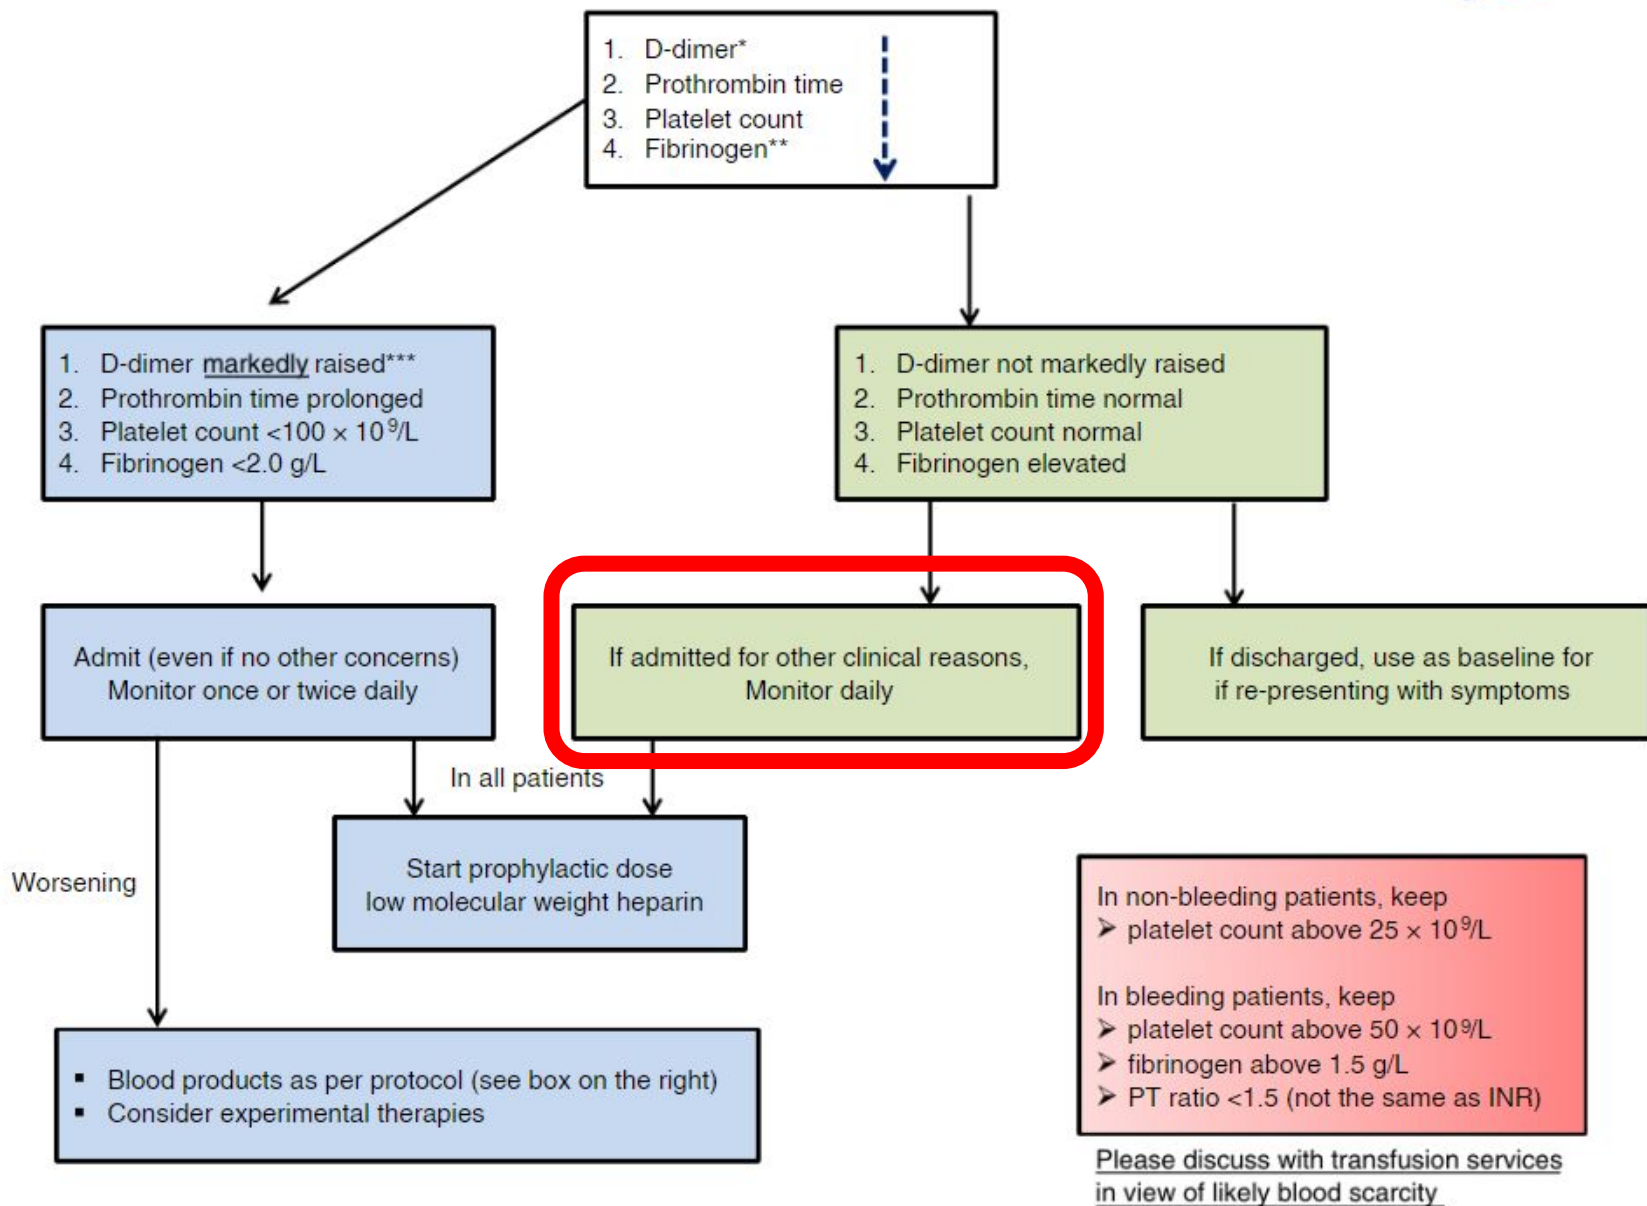 1. D-dimer*
2. Prothrombin time
3. Platelet count
4. Fibrinogen**
1. D-dimer markedly raised***
2. Prothrombin time prolonged
3. Platelet count <100 × 10⁹/L
4. Fibrinogen <2.0 g/L
1. D-dimer not markedly raised
2. Prothrombin time normal
3. Platelet count normal
4. Fibrinogen elevated
Admit (even if no other concerns)
Monitor once or twice daily
If admitted for other clinical reasons,
Monitor daily
If discharged, use as baseline for
if re-presenting with symptoms
In all patients
Worsening
Start prophylactic dose
low molecular weight heparin
In non-bleeding patients, keep
➢ platelet count above 25 × 10⁹/L
In bleeding patients, keep
➢ platelet count above 50 × 10⁹/L
➢ fibrinogen above 1.5 g/L
➢ PT ratio <1.5 (not the same as INR)
▪ Blood products as per protocol (see box on the right)
▪ Consider experimental therapies
Please discuss with transfusion services
in view of likely blood scarcity